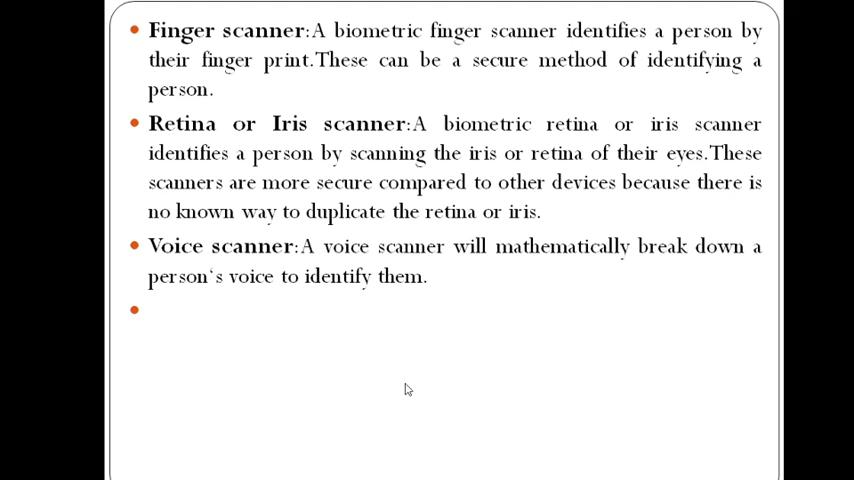 • Finger scanner:A biometric finger scanner identifies a person by
their finger print.These can be a secure method of identifying a
person.
• Retina or Iris scanner:A biometric retina or iris scanner
identifies a person by scanning the iris or retina of their eyes.These
scanners are more secure compared to other devices because there is
no known way to duplicate the retina or iris.
• Voice scanner:A voice scanner will mathematically break down a
person‘s voice to identify them.
•